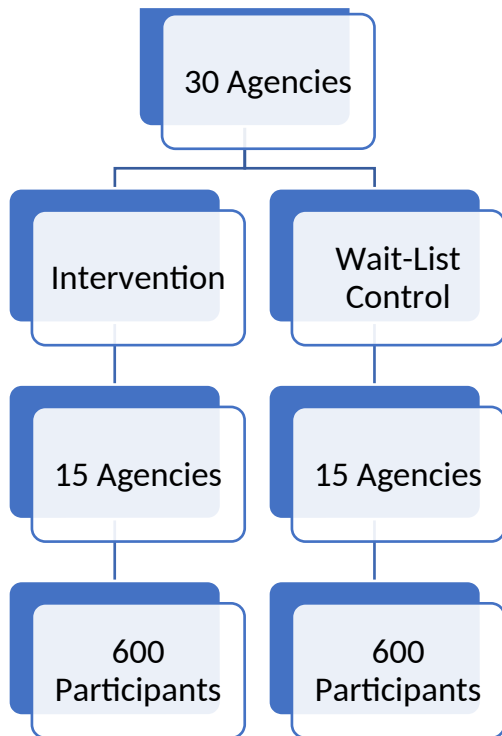 30 Agencies
Intervention
Wait-List
Control
15 Agencies
15 Agencies
600
Participants
600
Participants